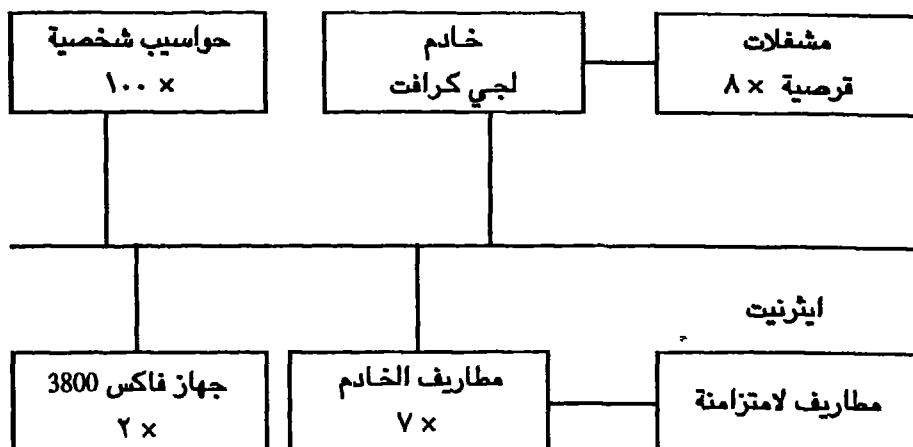 حواسيب شخصية
× ١٠٠
خادم
لجي كرافت
مشغلات
قرصية × ٨
ايثرنيت
جهاز فاكس 3800
× ٢
مطاريف الخادم
× ٧
مطاريف لامتزامنة